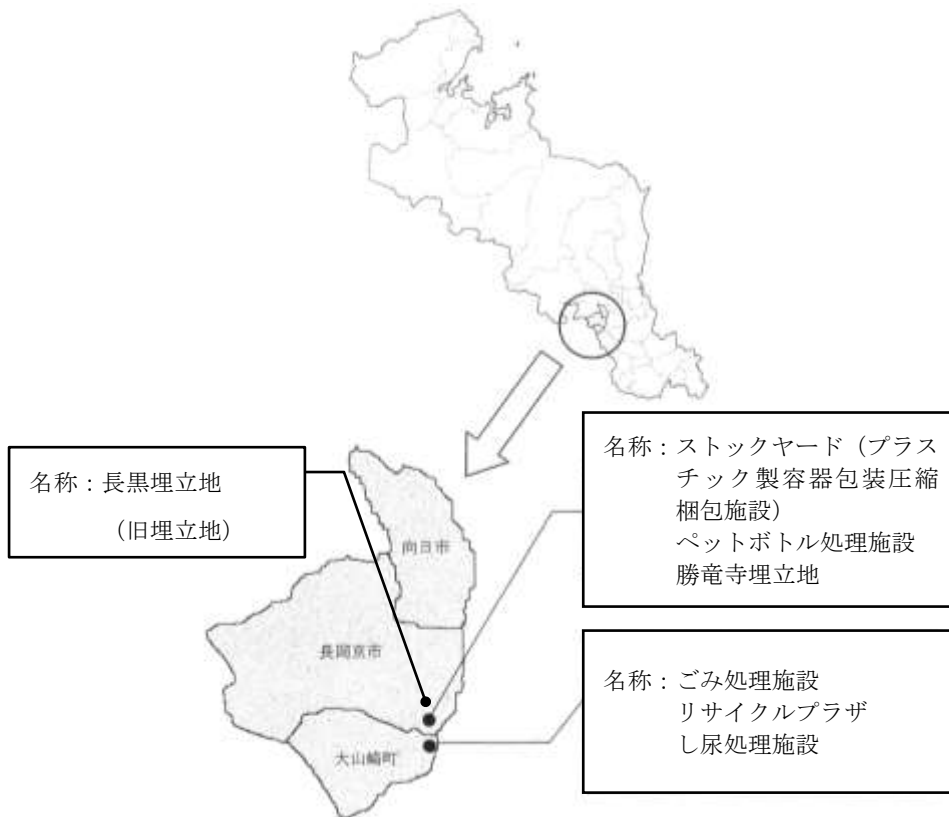 名称：長黒埋立地
（旧埋立地）
名称：ストックヤード（プラス
チック製容器包装圧縮
梱包施設）
ペットボトル処理施設
勝竜寺埋立地
向日市
長岡京市
名称：ごみ処理施設
リサイクルプラザ
し尿処理施設
大山崎町